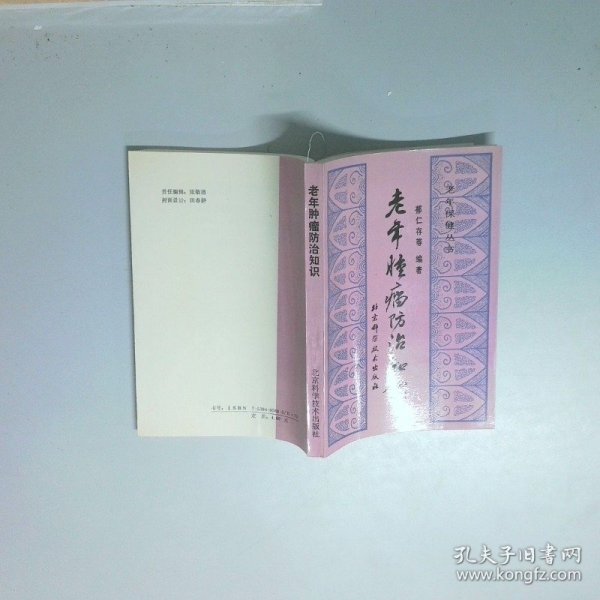 老年保健丛书
郁仁存等 编著
老年肿瘤防治知识
北京科学技术出版社
老年肿瘤防治知识
北京科学技术出版社
孔夫子旧书网
www.kongfz.com